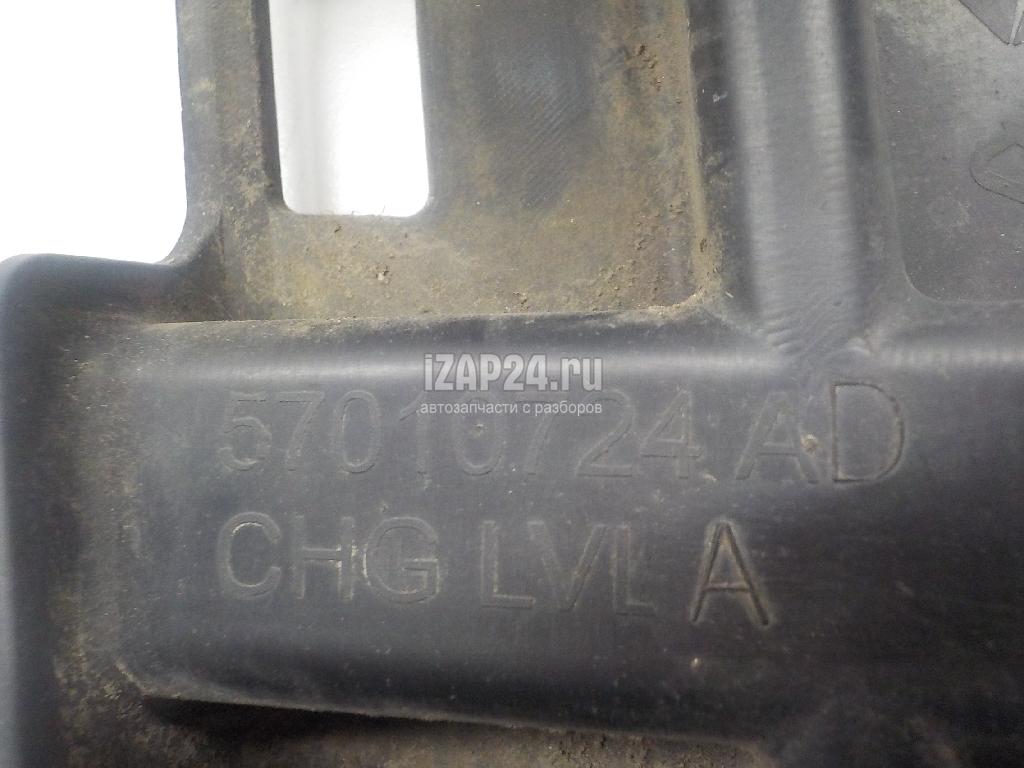 iZAP24.ru
автозапчасти с разборов
57010724 AD
CHG LVL A